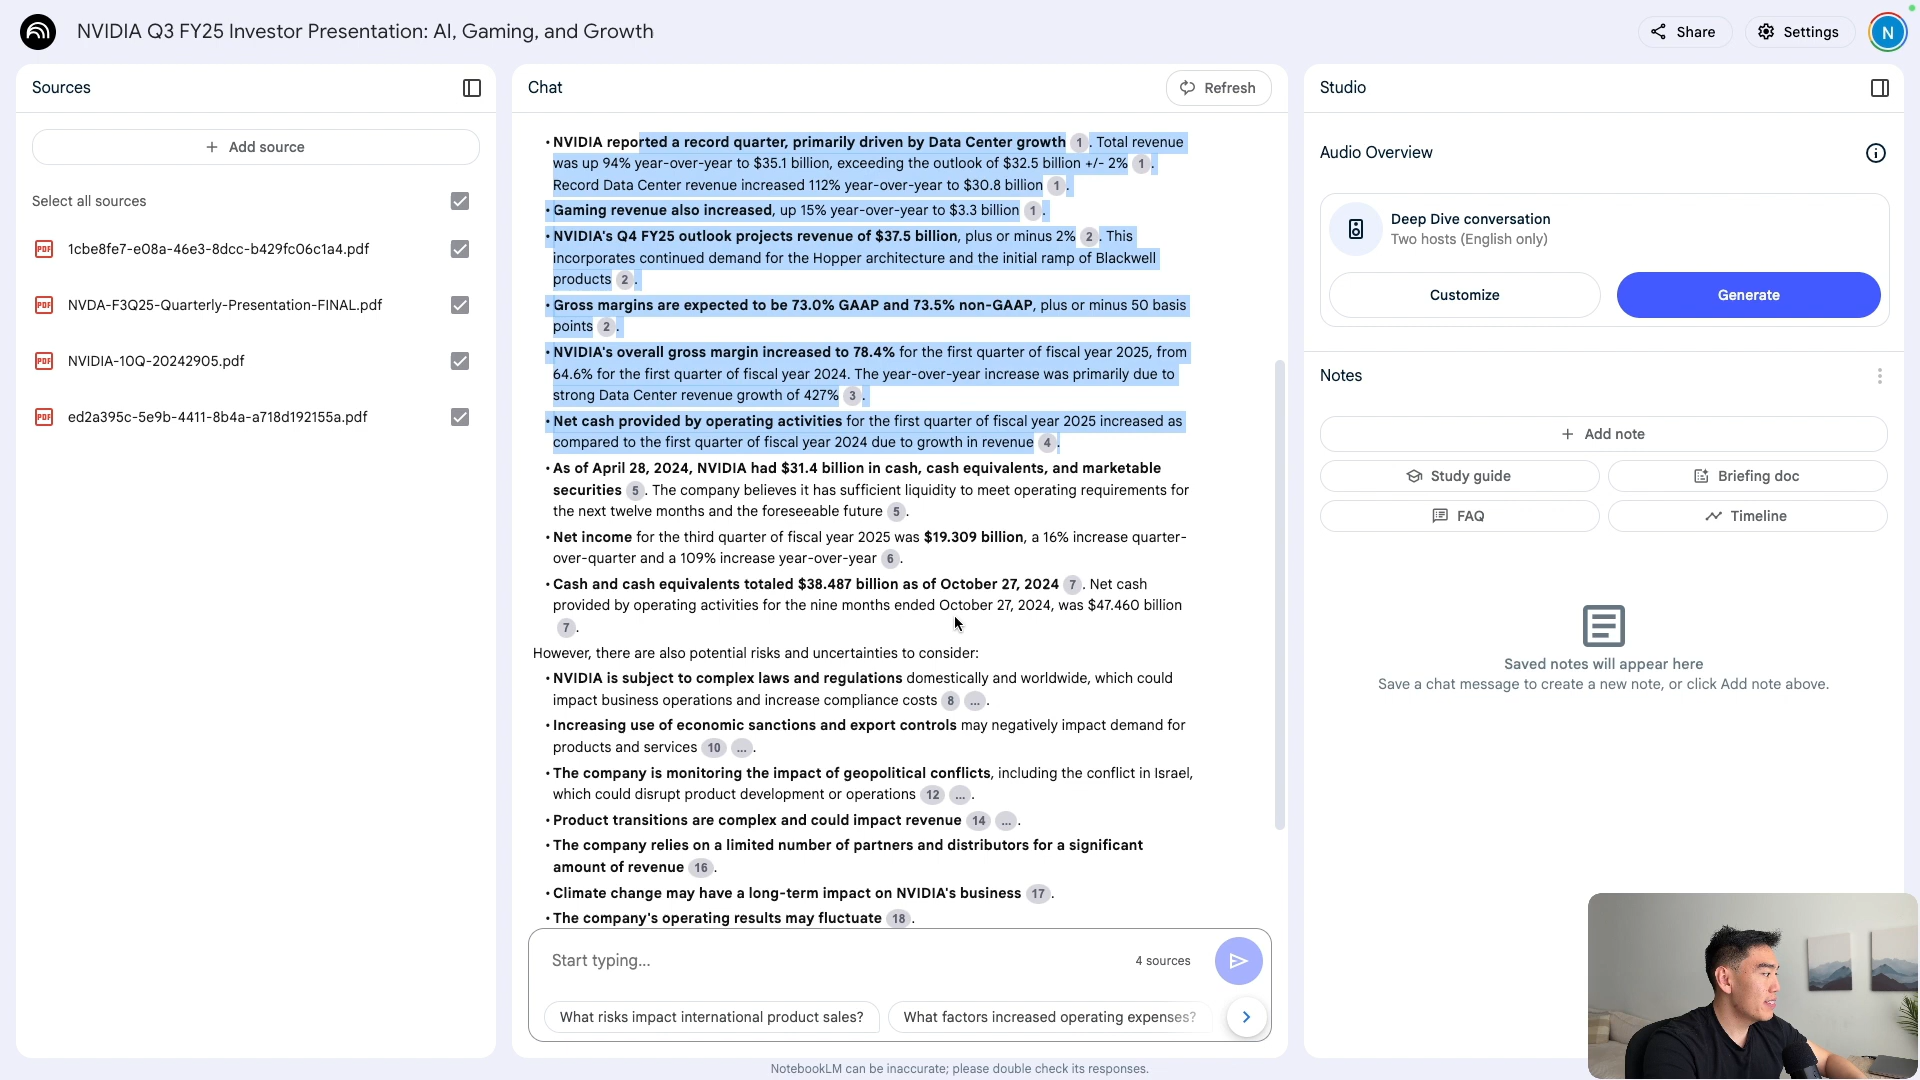 NVIDIA Q3 FY25 Investor Presentation: AI, Gaming, and Growth
Share
Settings
N
Sources
Add source
Select all sources
PDF 1cbe8fe7-e08a-46e3-8dcc-b429fc06c1a4.pdf
PDF NVDA-F3Q25-Quarterly-Presentation-FINAL.pdf
PDF NVIDIA-10Q-20242905.pdf
PDF ed2a395c-5e9b-4411-8b4a-a718d192155a.pdf
Chat
Refresh
• NVIDIA reported a record quarter, primarily driven by Data Center growth 1. Total revenue
was up 94% year-over-year to $35.1 billion, exceeding the outlook of $32.5 billion +/- 2% 1.
Record Data Center revenue increased 112% year-over-year to $30.8 billion 1.
• Gaming revenue also increased, up 15% year-over-year to $3.3 billion 1.
• NVIDIA's Q4 FY25 outlook projects revenue of $37.5 billion, plus or minus 2% 2. This
incorporates continued demand for the Hopper architecture and the initial ramp of Blackwell
products 2.
• Gross margins are expected to be 73.0% GAAP and 73.5% non-GAAP, plus or minus 50 basis
points 2.
• NVIDIA's overall gross margin increased to 78.4% for the first quarter of fiscal year 2025, from
64.6% for the first quarter of fiscal year 2024. The year-over-year increase was primarily due to
strong Data Center revenue growth of 427% 3.
• Net cash provided by operating activities for the first quarter of fiscal year 2025 increased as
compared to the first quarter of fiscal year 2024 due to growth in revenue 4.
• As of April 28, 2024, NVIDIA had $31.4 billion in cash, cash equivalents, and marketable
securities 5. The company believes it has sufficient liquidity to meet operating requirements for
the next twelve months and the foreseeable future 5.
• Net income for the third quarter of fiscal year 2025 was $19.309 billion, a 16% increase quarter-
over-quarter and a 109% increase year-over-year 6.
• Cash and cash equivalents totaled $38.487 billion as of October 27, 2024 7. Net cash
provided by operating activities for the nine months ended October 27, 2024, was $47.460 billion
7.
However, there are also potential risks and uncertainties to consider:
• NVIDIA is subject to complex laws and regulations domestically and worldwide, which could
impact business operations and increase compliance costs 8 ....
• Increasing use of economic sanctions and export controls may negatively impact demand for
products and services 10 ....
• The company is monitoring the impact of geopolitical conflicts, including the conflict in Israel,
which could disrupt product development or operations 12 ....
• Product transitions are complex and could impact revenue 14 ....
• The company relies on a limited number of partners and distributors for a significant
amount of revenue 16.
• Climate change may have a long-term impact on NVIDIA's business 17.
• The company's operating results may fluctuate 18.
Start typing...
4 sources
What risks impact international product sales?
What factors increased operating expenses?
NotebookLM can be inaccurate; please double check its responses.
Studio
Audio Overview
Deep Dive conversation
Two hosts (English only)
Customize
Generate
Notes
Add note
Study guide
Briefing doc
FAQ
Timeline
Saved notes will appear here
Save a chat message to create a new note, or click Add note above.